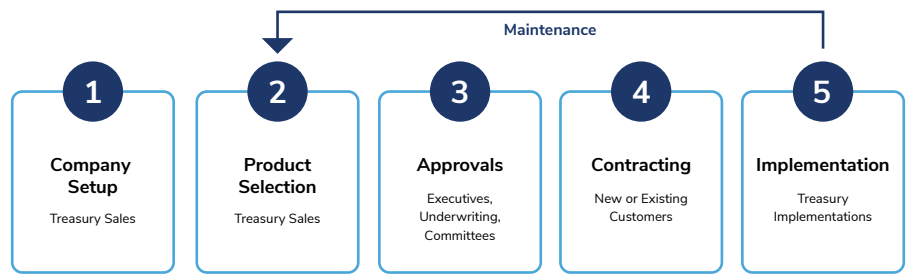 Maintenance
1
Company
Setup
Treasury Sales
2
Product
Selection
Treasury Sales
3
Approvals
Executives,
Underwriting,
Committees
4
Contracting
New or Existing
Customers
5
Implementation
Treasury
Implementations